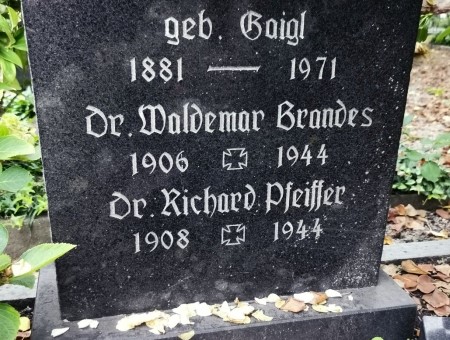 geb. Gaigl
1881 — 1971
Dr. Waldemar Brandes
1906 ✠ 1944
Dr. Richard Pfeiffer
1908 ✠ 1944